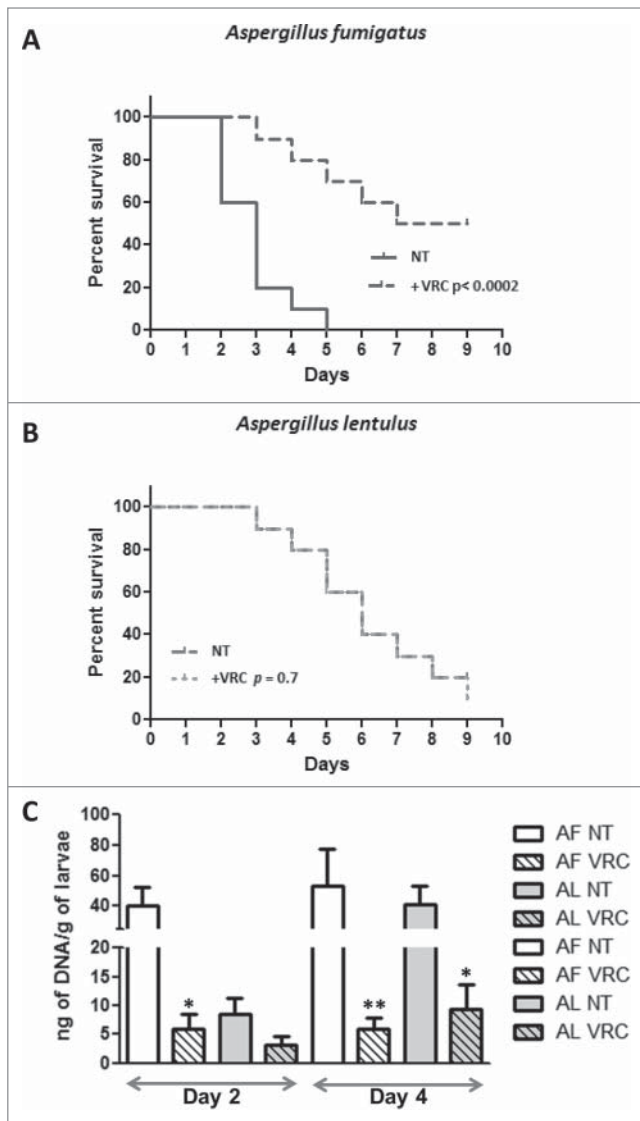 A
Aspergillus fumigatus
Percent survival
100
80
60
40
20
0
NT
+VRC p< 0.0002
0 1 2 3 4 5 6 7 8 9 10
Days
B
Aspergillus lentulus
Percent survival
100
80
60
40
20
0
NT
+VRC p = 0.7
0 1 2 3 4 5 6 7 8 9 10
Days
C
ng of DNA/g of larvae
100
80
60
40
20
15
10
5
0
*
**
*
Day 2
Day 4
AF NT
AF VRC
AL NT
AL VRC
AF NT
AF VRC
AL NT
AL VRC